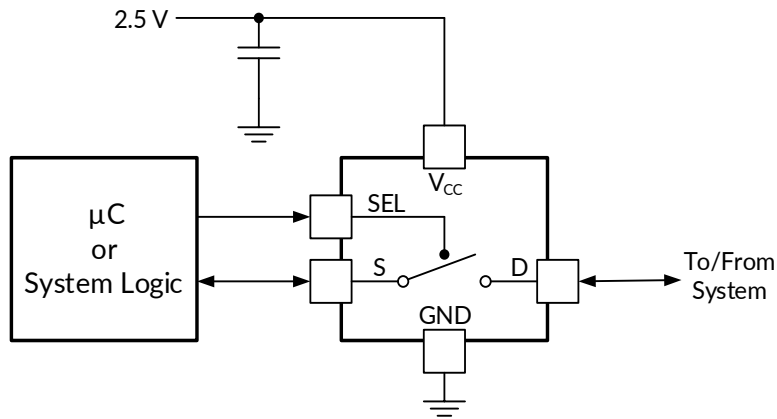 2.5 V
VCC
μC
or
System Logic
SEL
S
D
To/From
System
GND